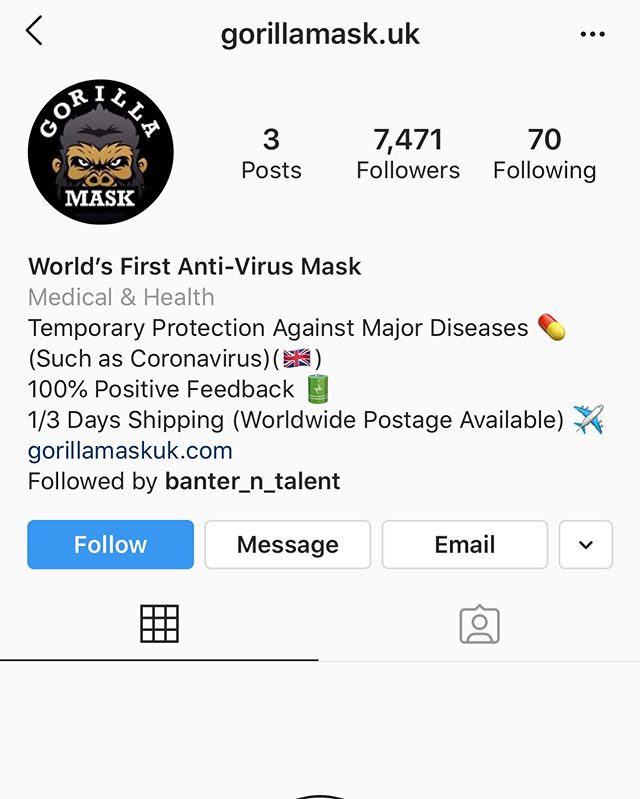 gorillamask.uk
GORILLA
MASK
3
Posts
7,471
Followers
70
Following
World’s First Anti-Virus Mask
Medical & Health
Temporary Protection Against Major Diseases 💊
(Such as Coronavirus)(🇬🇧)
100% Positive Feedback 🔋
1/3 Days Shipping (Worldwide Postage Available) ✈️
gorillamaskuk.com
Followed by banter_n_talent
Follow
Message
Email